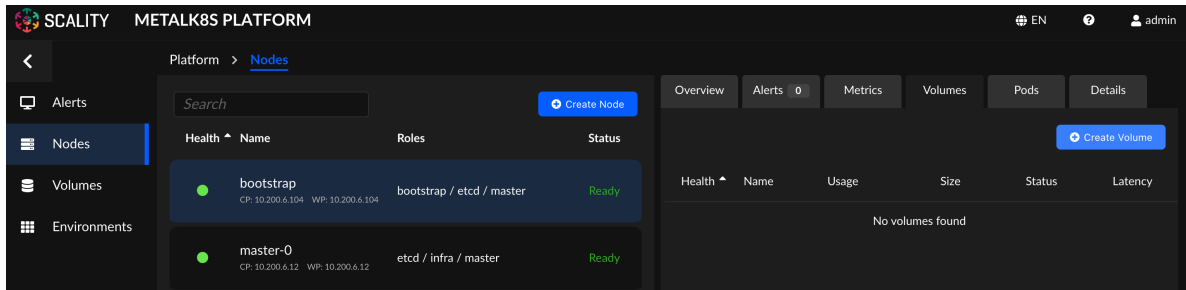 SCALITY METALK8S PLATFORM EN ? admin
Platform > Nodes
Alerts
Nodes
Volumes
Environments
Search Create Node
Health Name Roles Status
bootstrap bootstrap / etcd / master Ready
CP: 10.200.6.104 WP: 10.200.6.104
master-0 etcd / infra / master Ready
CP: 10.200.6.12 WP: 10.200.6.12
Overview Alerts 0 Metrics Volumes Pods Details
Create Volume
Health Name Usage Size Status Latency
No volumes found